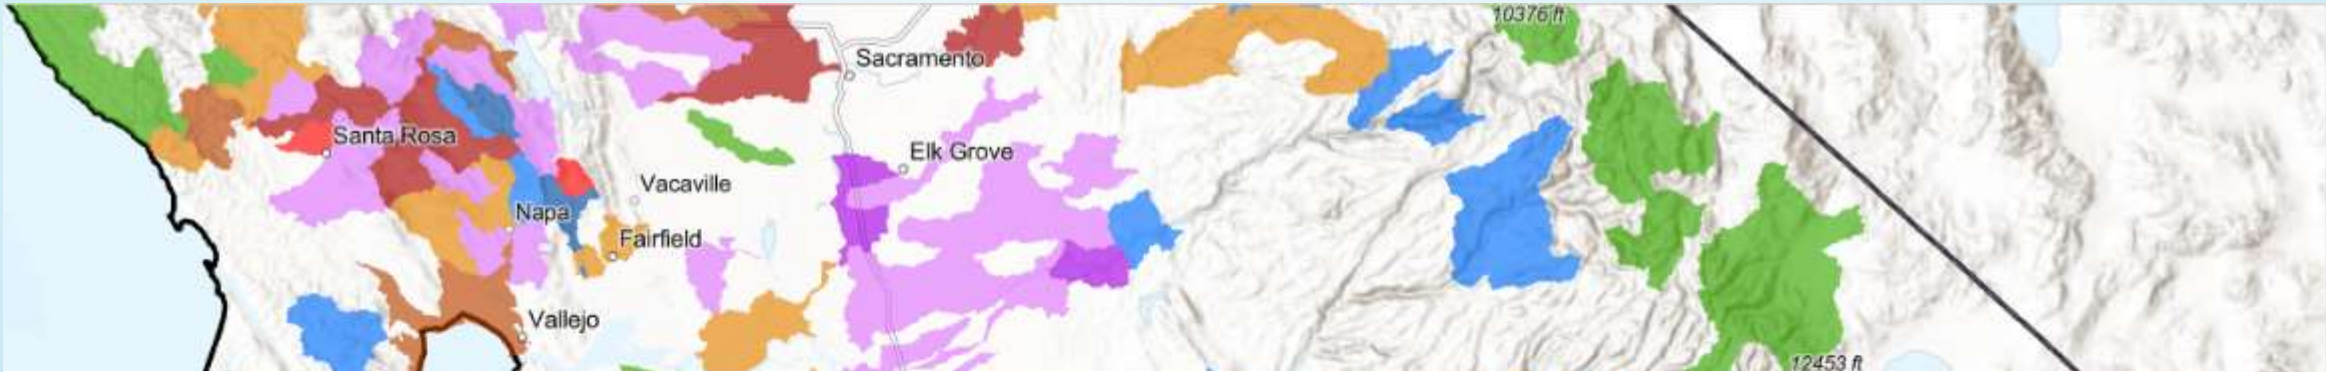 10376 ft
Sacramento
Santa Rosa
Elk Grove
Vacaville
Napa
Fairfield
Vallejo
12453 ft